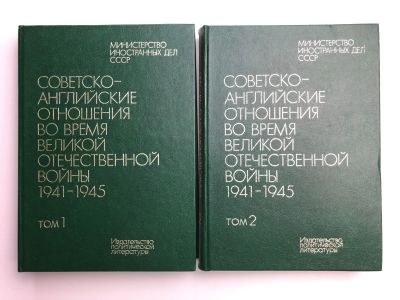 МИНИСТЕРСТВО
ИНОСТРАННЫХ ДЕЛ
СССР
СОВЕТСКО–
АНГЛИЙСКИЕ
ОТНОШЕНИЯ
ВО ВРЕМЯ
ВЕЛИКОЙ
ОТЕЧЕСТВЕННОЙ
ВОЙНЫ
1941–1945
ТОМ 1
Издательство
политической
литературы
МИНИСТЕРСТВО
ИНОСТРАННЫХ ДЕЛ
СССР
СОВЕТСКО–
АНГЛИЙСКИЕ
ОТНОШЕНИЯ
ВО ВРЕМЯ
ВЕЛИКОЙ
ОТЕЧЕСТВЕННОЙ
ВОЙНЫ
1941–1945
ТОМ 2
Издательство
политической
литературы